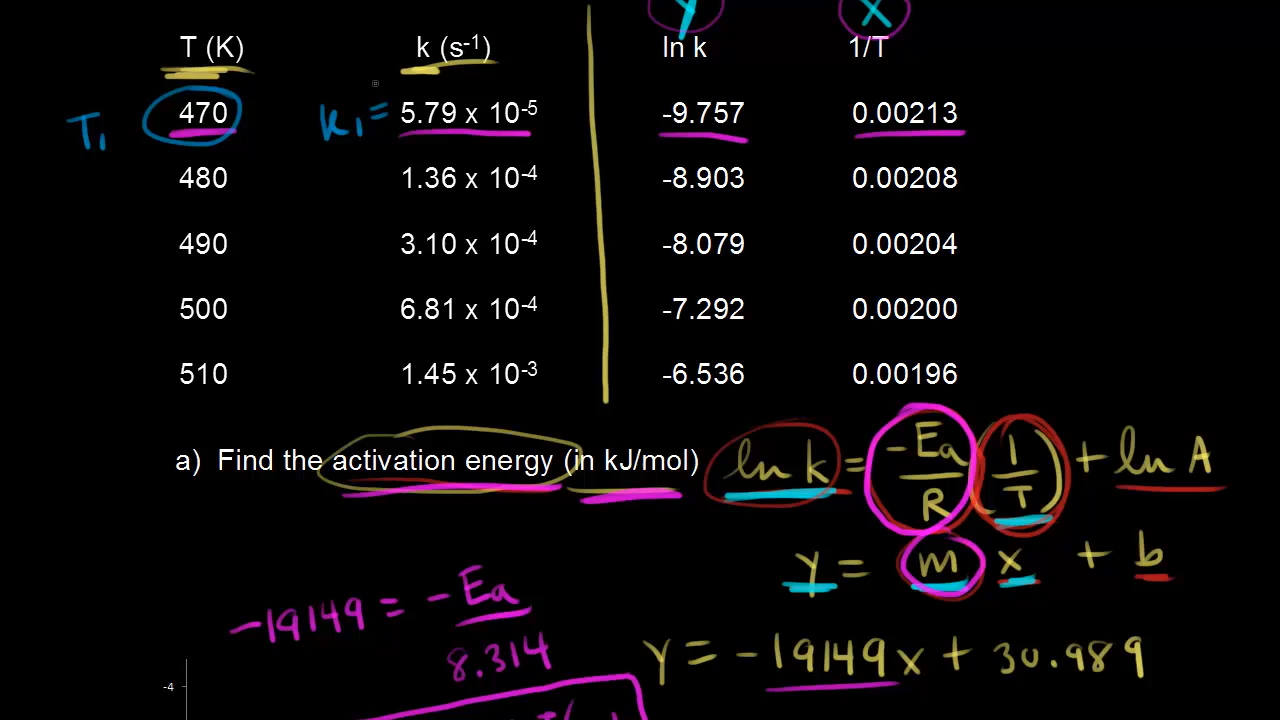 Y X
T (K) k (s-1) ln k 1/T
T1 470 k1 = 5.79 x 10-5 -9.757 0.00213
480 1.36 x 10-4 -8.903 0.00208
490 3.10 x 10-4 -8.079 0.00204
500 6.81 x 10-4 -7.292 0.00200
510 1.45 x 10-3 -6.536 0.00196
a) Find the activation energy (in kJ/mol) ln k = -Ea/R (1/T) + ln A
y = m x + b
-19149 = -Ea/8.314
Y = -19149x + 30.989
-4